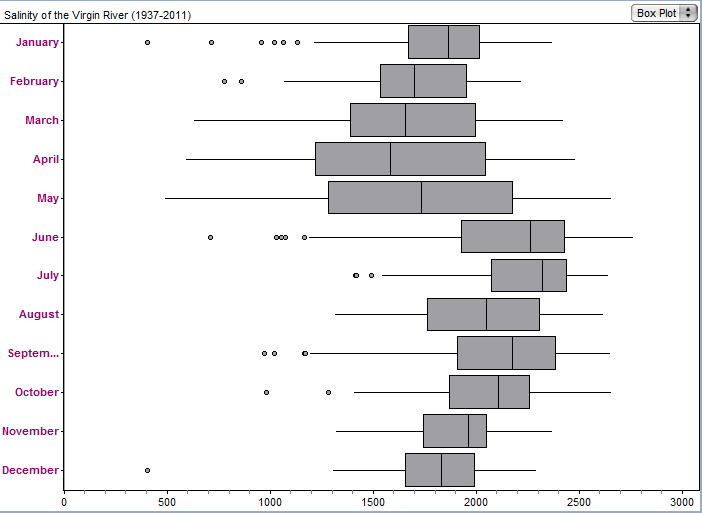 Salinity of the Virgin River (1937-2011)
Box Plot
January
February
March
April
May
June
July
August
Septem...
October
November
December
0 500 1000 1500 2000 2500 3000